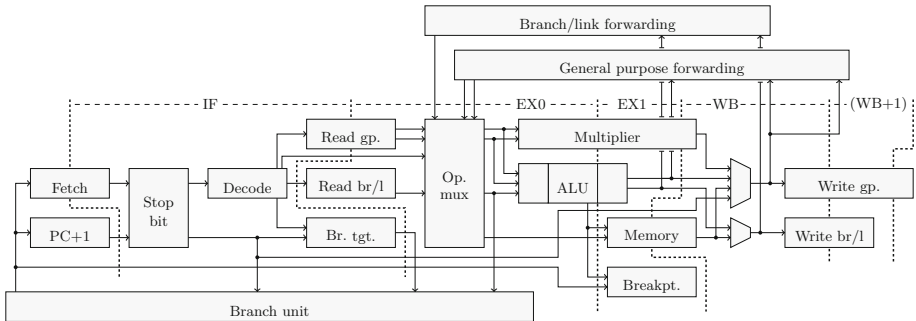 Branch/link forwarding
General purpose forwarding
IF
EX0
EX1
WB
(WB+1)
Read gp.
Multiplier
Fetch
Stop
bit
Decode
Read br/l
Op.
mux
ALU
Write gp.
PC+1
Br. tgt.
Memory
Write br/l
Breakpt.
Branch unit